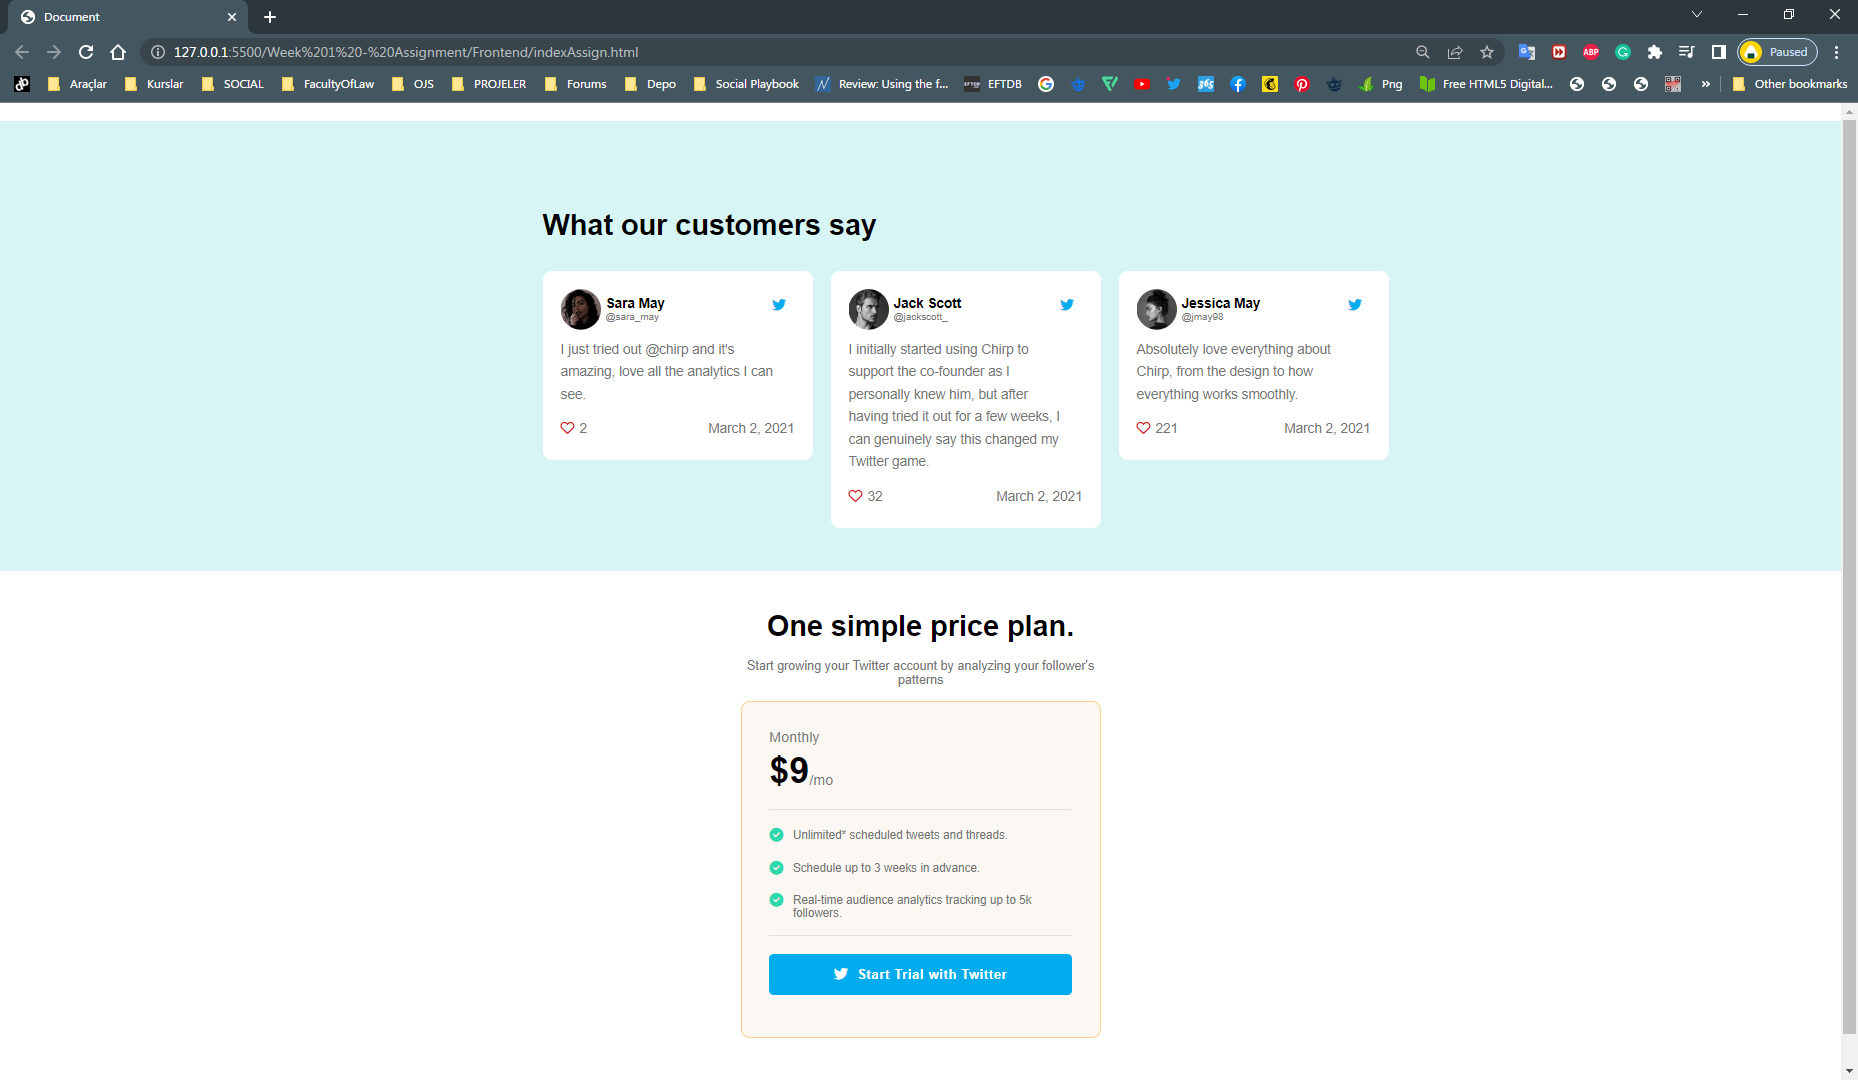 Document
127.0.0.1:5500/Week%201%20-%20Assignment/Frontend/indexAssign.html
ABP
Paused
Araçlar
Kurslar
SOCIAL
FacultyOfLaw
OJS
PROJELER
Forums
Depo
Social Playbook
Review: Using the f...
EFTDB
365
Png
Free HTML5 Digital...
»
Other bookmarks
What our customers say
Sara May
@sara_may
I just tried out @chirp and it's
amazing, love all the analytics I can
see.
2
March 2, 2021
Jack Scott
@jackscott_
I initially started using Chirp to
support the co-founder as I
personally knew him, but after
having tried it out for a few weeks, I
can genuinely say this changed my
Twitter game.
32
March 2, 2021
Jessica May
@jmay98
Absolutely love everything about
Chirp, from the design to how
everything works smoothly.
221
March 2, 2021
One simple price plan.
Start growing your Twitter account by analyzing your follower's
patterns
Monthly
$9/mo
Unlimited* scheduled tweets and threads.
Schedule up to 3 weeks in advance.
Real-time audience analytics tracking up to 5k
followers.
Start Trial with Twitter